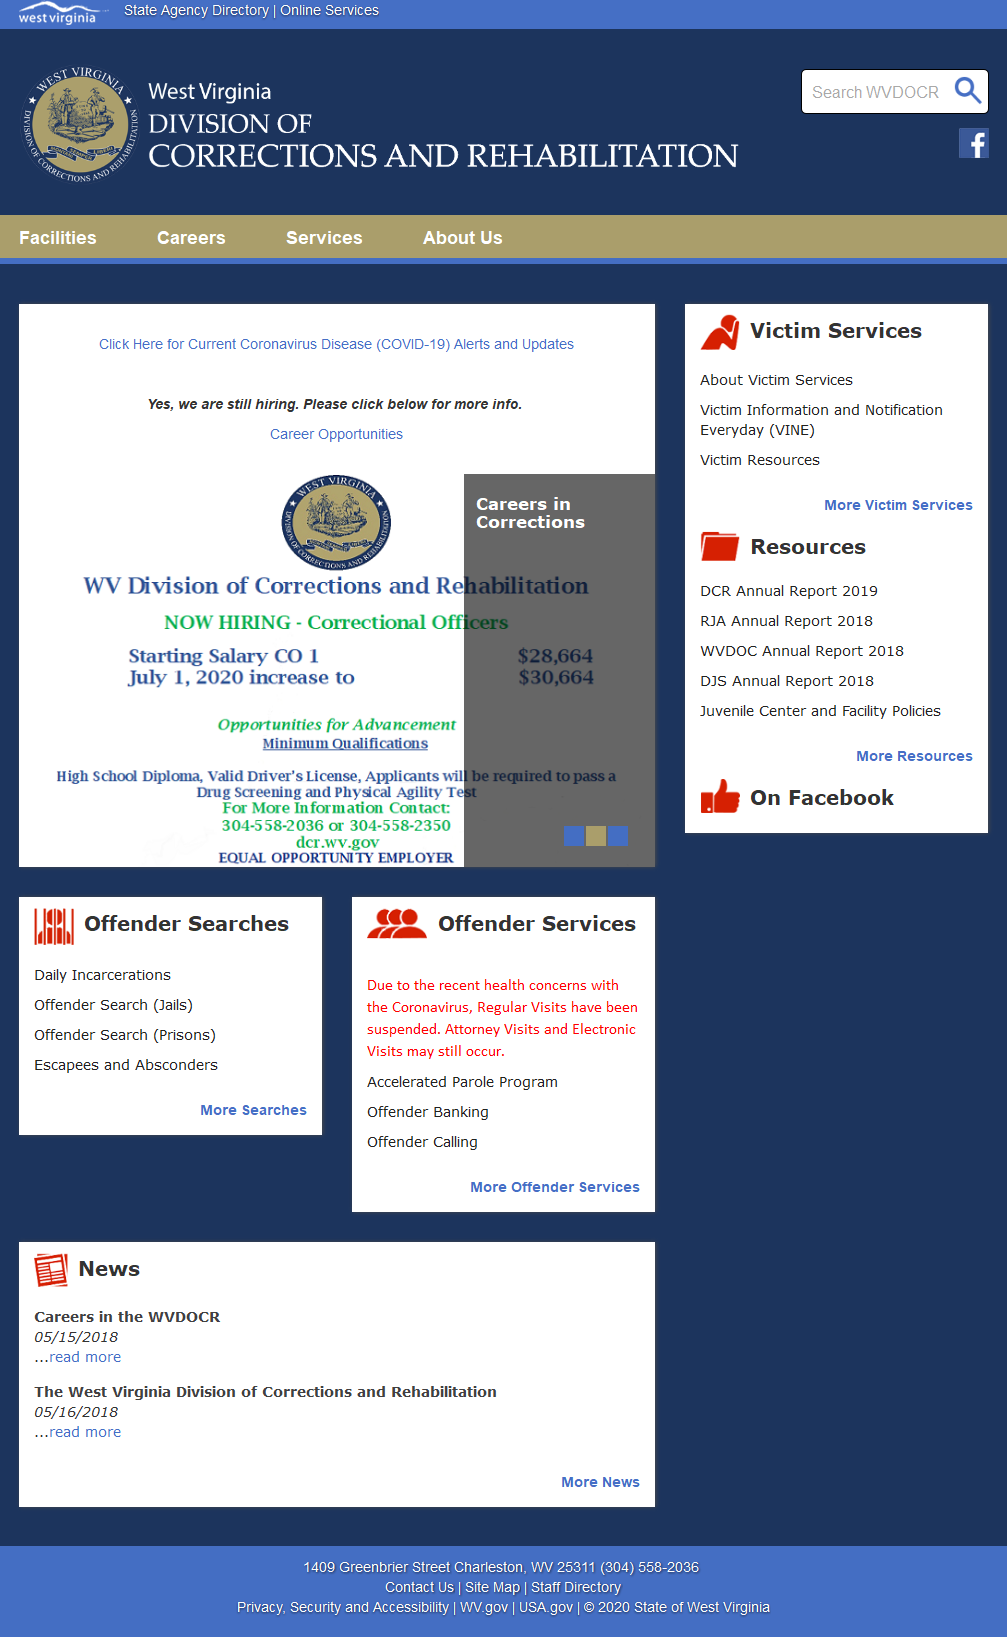 west virginia
State Agency Directory | Online Services
WEST VIRGINIA
DIVISION OF CORRECTIONS AND REHABILITATION
West Virginia
DIVISION OF
CORRECTIONS AND REHABILITATION
Search WVDOCR
f
Facilities Careers Services About Us
Click Here for Current Coronavirus Disease (COVID-19) Alerts and Updates
Yes, we are still hiring. Please click below for more info.
Career Opportunities
WEST VIRGINIA
DIVISION OF CORRECTIONS AND REHABILITATION
WV Division of Corrections and Rehabilitation
NOW HIRING - Correctional Officers
Starting Salary CO 1 $28,664
July 1, 2020 increase to $30,664
Opportunities for Advancement
Minimum Qualifications
High School Diploma, Valid Driver's License, Applicants will be required to pass a
Drug Screening and Physical Agility Test
For More Information Contact:
304-558-2036 or 304-558-2350
dcr.wv.gov
EQUAL OPPORTUNITY EMPLOYER
Careers in
Corrections
Victim Services
About Victim Services
Victim Information and Notification
Everyday (VINE)
Victim Resources
More Victim Services
Resources
DCR Annual Report 2019
RJA Annual Report 2018
WVDOC Annual Report 2018
DJS Annual Report 2018
Juvenile Center and Facility Policies
More Resources
On Facebook
Offender Searches
Daily Incarcerations
Offender Search (Jails)
Offender Search (Prisons)
Escapees and Absconders
More Searches
Offender Services
Due to the recent health concerns with
the Coronavirus, Regular Visits have been
suspended. Attorney Visits and Electronic
Visits may still occur.
Accelerated Parole Program
Offender Banking
Offender Calling
More Offender Services
News
Careers in the WVDOCR
05/15/2018
...read more
The West Virginia Division of Corrections and Rehabilitation
05/16/2018
...read more
More News
1409 Greenbrier Street Charleston, WV 25311 (304) 558-2036
Contact Us | Site Map | Staff Directory
Privacy, Security and Accessibility | WV.gov | USA.gov | © 2020 State of West Virginia